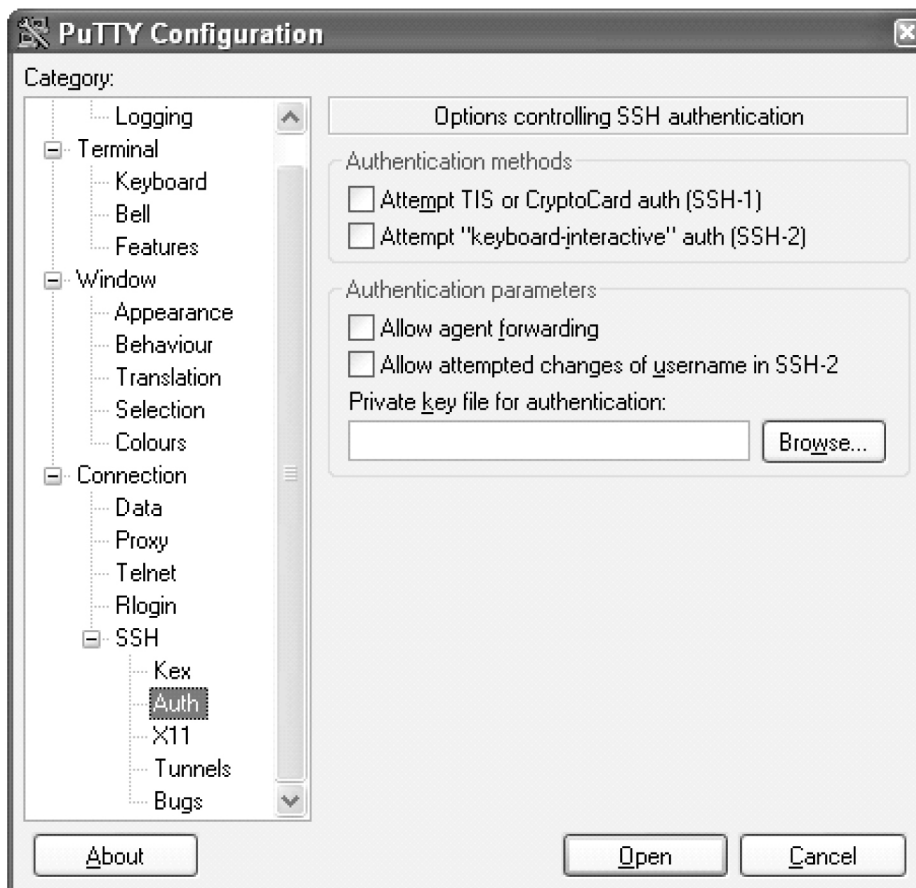 PuTTY Configuration
Category:
Logging
Terminal
Keyboard
Bell
Features
Window
Appearance
Behaviour
Translation
Selection
Colours
Connection
Data
Proxy
Telnet
Rlogin
SSH
Kex
Auth
X11
Tunnels
Bugs
Options controlling SSH authentication
Authentication methods
Attempt TIS or CryptoCard auth (SSH-1)
Attempt "keyboard-interactive" auth (SSH-2)
Authentication parameters
Allow agent forwarding
Allow attempted changes of username in SSH-2
Private key file for authentication:
Browse...
About
Open
Cancel